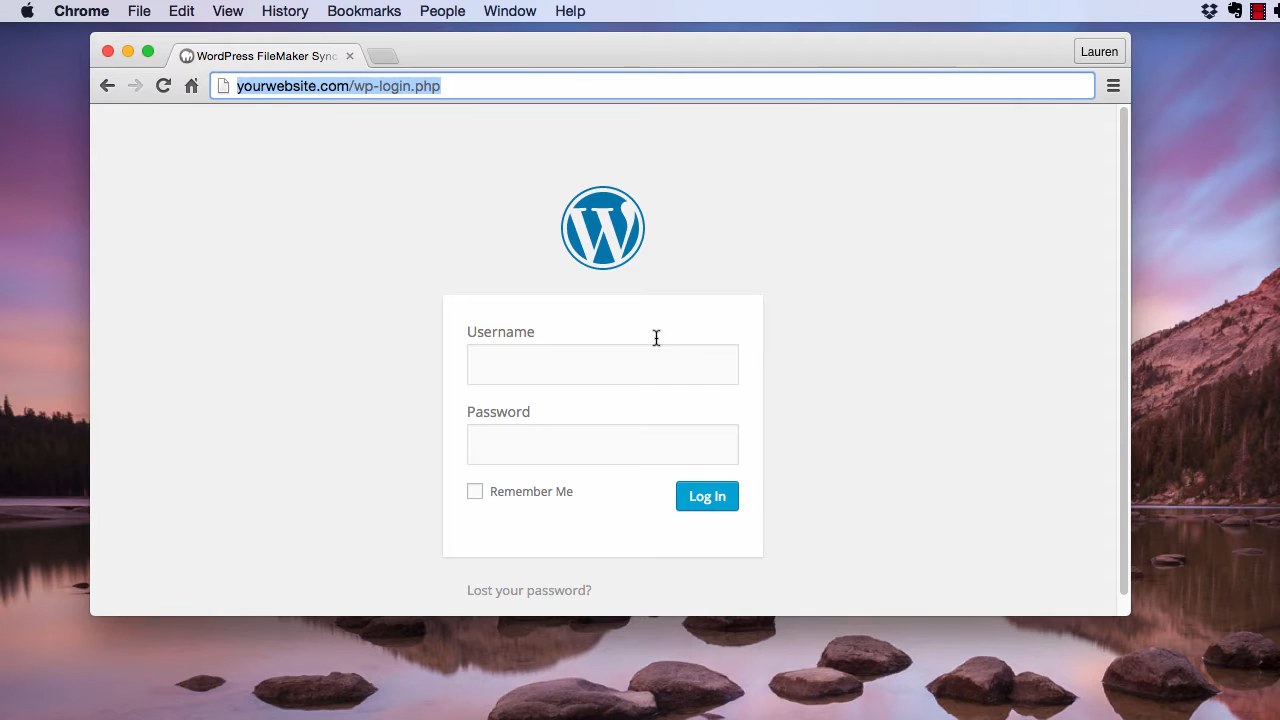 Chrome File Edit View History Bookmarks People Window Help
WordPress FileMaker Sync
Lauren
yourwebsite.com/wp-login.php
Username
Password
Remember Me
Log In
Lost your password?